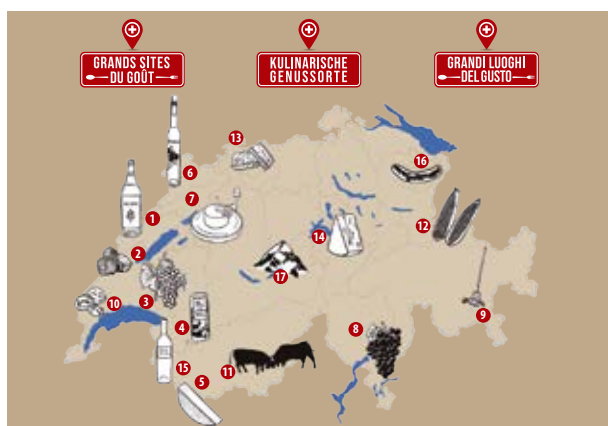 GRANDS SITES
DU GOÛT
KULINARISCHE
GENUSSORTE
GRANDI LUOGHI
DEL GUSTO
13
16
6
7
1
12
14
2
17
10
3
9
4
8
15
11
5